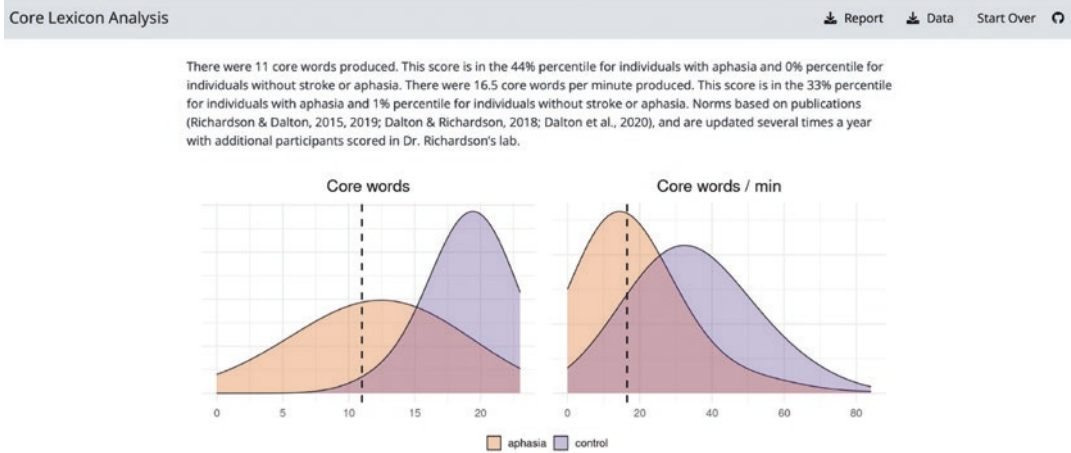 Core Lexicon Analysis
Report
Data
Start Over
There were 11 core words produced. This score is in the 44% percentile for individuals with aphasia and 0% percentile for
individuals without stroke or aphasia. There were 16.5 core words per minute produced. This score is in the 33% percentile
for individuals with aphasia and 1% percentile for individuals without stroke or aphasia. Norms based on publications
(Richardson & Dalton, 2015, 2019; Dalton & Richardson, 2018; Dalton et al., 2020), and are updated several times a year
with additional participants scored in Dr. Richardson's lab.
Core words
Core words / min
0 5 10 15 20
0 20 40 60 80
aphasia control